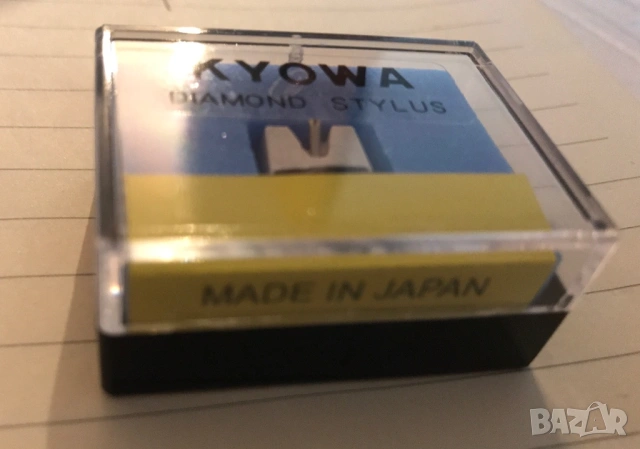 KYOWA
DIAMOND STYLUS
MADE IN JAPAN
BAZAR